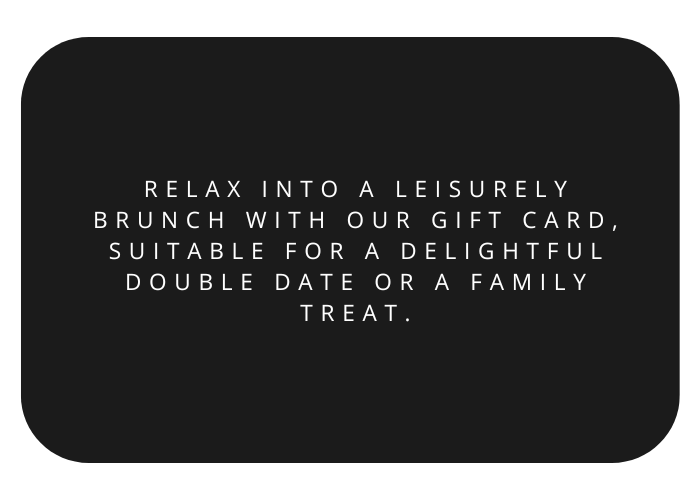 RELAX INTO A LEISURELY
BRUNCH WITH OUR GIFT CARD,
SUITABLE FOR A DELIGHTFUL
DOUBLE DATE OR A FAMILY
TREAT.